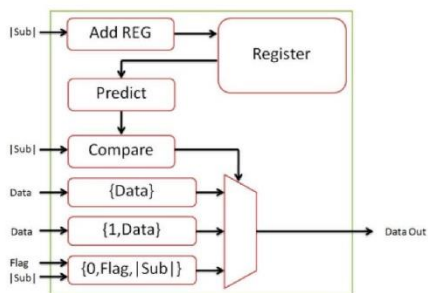 |Sub|
Add REG
Register
Predict
|Sub|
Compare
Data
{Data}
Data
{1,Data}
Data Out
Flag
|Sub|
{0,Flag,|Sub|}